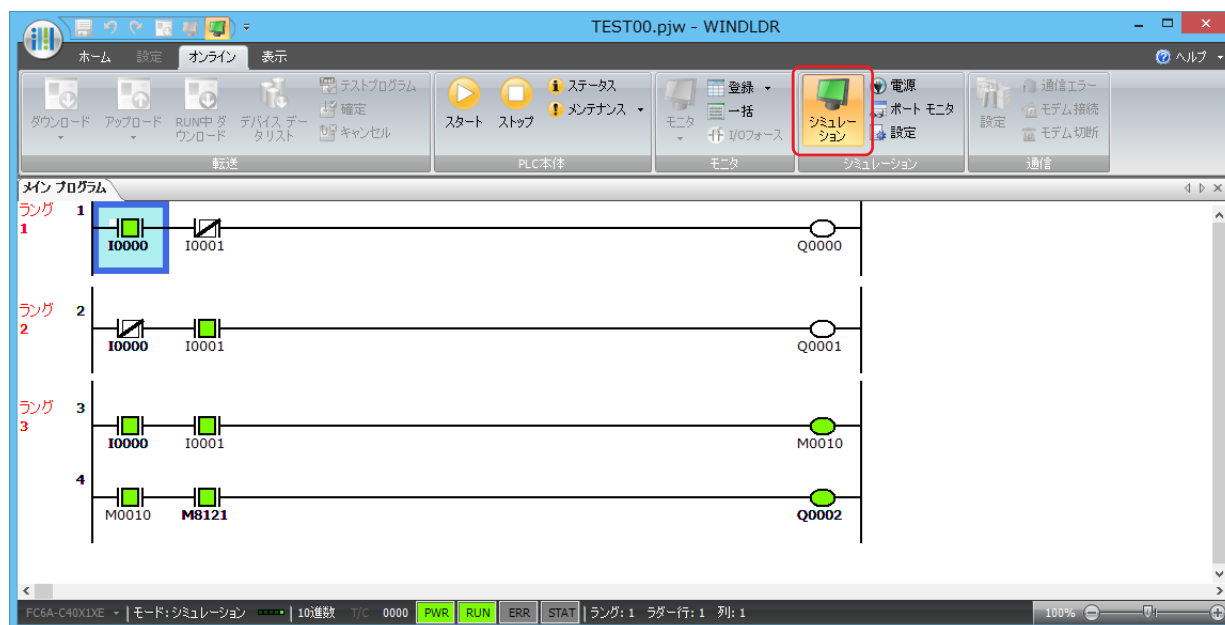 TEST00.pjw - WINDLDR
ホーム 設定 オンライン 表示 ヘルプ
ダウンロード アップロード RUN中 ダウンロード デバイス データリスト テストプログラム 確定 キャンセル
スタート ストップ ステータス メンテナンス
モニタ 登録 一括 I/Oフォース
シミュレーション 電源 ポート モニタ 設定
設定 通信エラー モデム接続 モデム切断
転送 PLC本体 モニタ シミュレーション 通信
メイン プログラム
ラング 1
1
I0000 I0001 Q0000
ラング 2
2
I0000 I0001 Q0001
ラング 3
3
I0000 I0001 M0010
4
M0010 M8121 Q0002
FC6A-C40X1XE モード:シミュレーション 10進数 T/C 0000 PWR RUN ERR STAT ラング: 1 ラダー行: 1 列: 1 100%